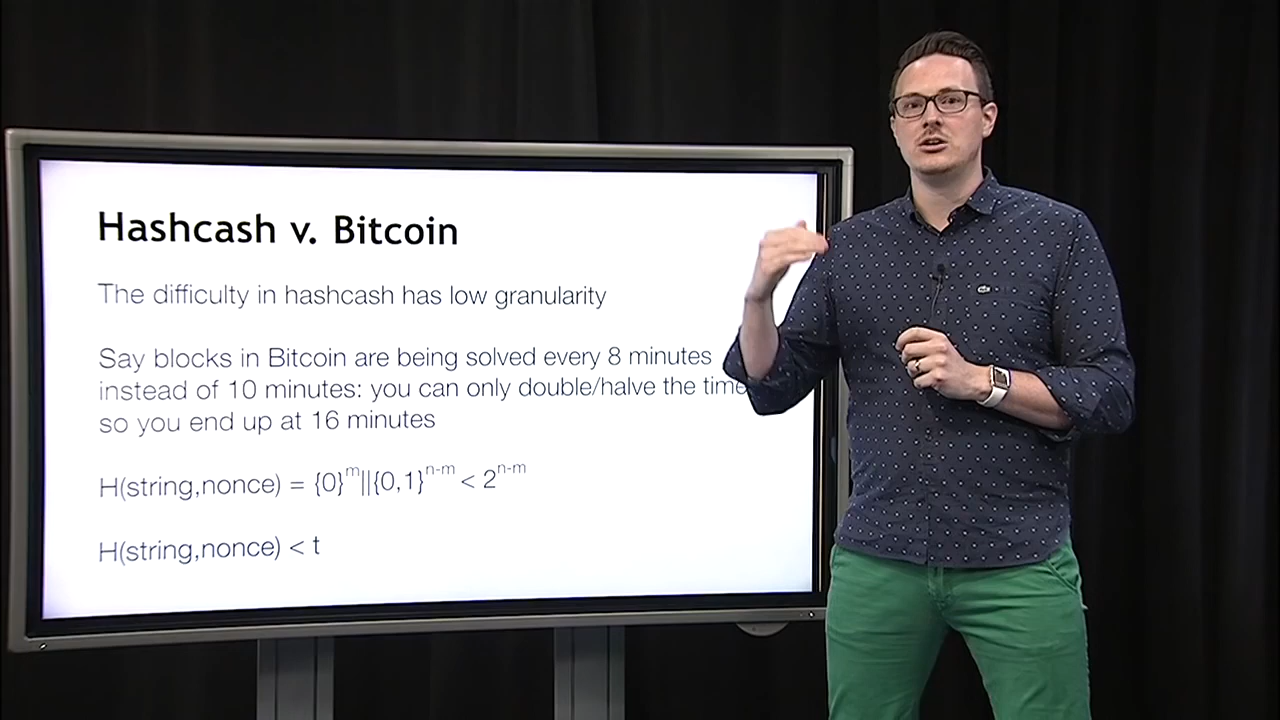 Hashcash v. Bitcoin
The difficulty in hashcash has low granularity
Say blocks in Bitcoin are being solved every 8 minutes
instead of 10 minutes: you can only double/halve the time
so you end up at 16 minutes
H(string,nonce) = {0}^m||{0,1}^n-m < 2^n-m
H(string,nonce) < t